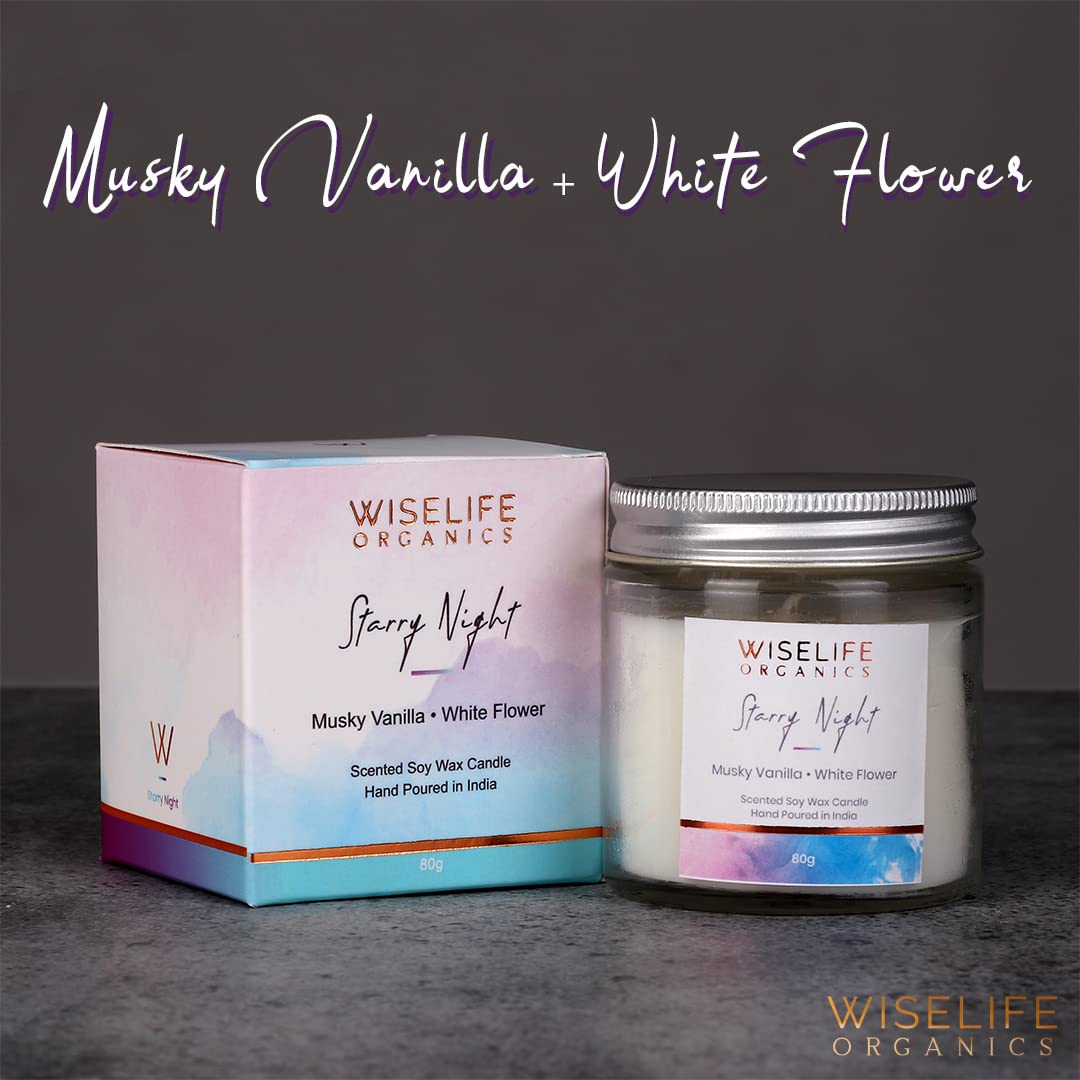 Musky Vanilla + White Flower
WISELIFE
ORGANICS
Starry Night
Musky Vanilla • White Flower
Scented Soy Wax Candle
Hand Poured in India
80g
W
Starry Night
WISELIFE
ORGANICS
Starry Night
Musky Vanilla • White Flower
Scented Soy Wax Candle
Hand Poured in India
80g
WISELIFE
ORGANICS